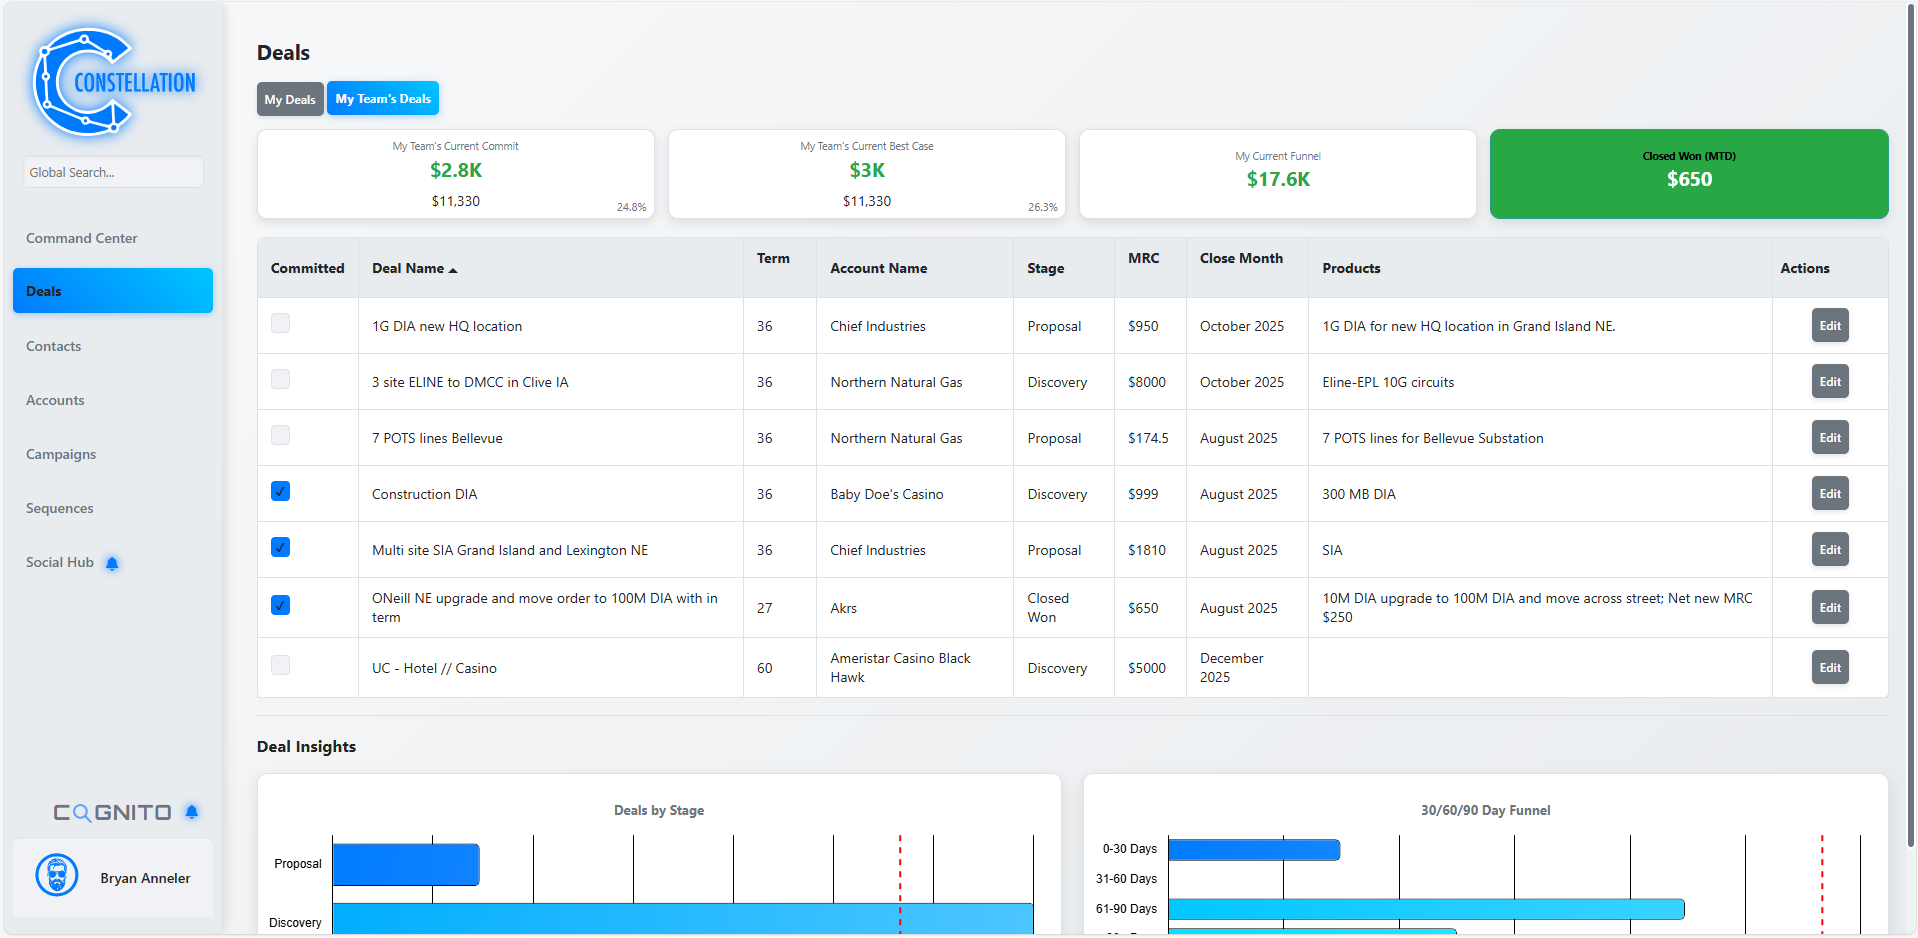 CONSTELLATION
Global Search...
Command Center
Deals
Contacts
Accounts
Campaigns
Sequences
Social Hub
COGNITO
Bryan Anneler
Deals
My Deals
My Team's Deals
My Team's Current Commit
$2.8K
$11,330
24.8%
My Team's Current Best Case
$3K
$11,330
26.3%
My Current Funnel
$17.6K
Closed Won (MTD)
$650
Committed Deal Name Term Account Name Stage MRC Close Month Products Actions
1G DIA new HQ location 36 Chief Industries Proposal $950 October 2025 1G DIA for new HQ location in Grand Island NE. Edit
3 site ELINE to DMCC in Clive IA 36 Northern Natural Gas Discovery $8000 October 2025 Eline-EPL 10G circuits Edit
7 POTS lines Bellevue 36 Northern Natural Gas Proposal $174.5 August 2025 7 POTS lines for Bellevue Substation Edit
Construction DIA 36 Baby Doe's Casino Discovery $999 August 2025 300 MB DIA Edit
Multi site SIA Grand Island and Lexington NE 36 Chief Industries Proposal $1810 August 2025 SIA Edit
ONeill NE upgrade and move order to 100M DIA with in
term
27
Akrs
Closed
Won
$650
August 2025
10M DIA upgrade to 100M DIA and move across street; Net new MRC
$250
Edit
UC - Hotel // Casino
60
Ameristar Casino Black
Hawk
Discovery
$5000
December
2025
Edit
Deal Insights
Deals by Stage
Proposal
Discovery
30/60/90 Day Funnel
0-30 Days
31-60 Days
61-90 Days